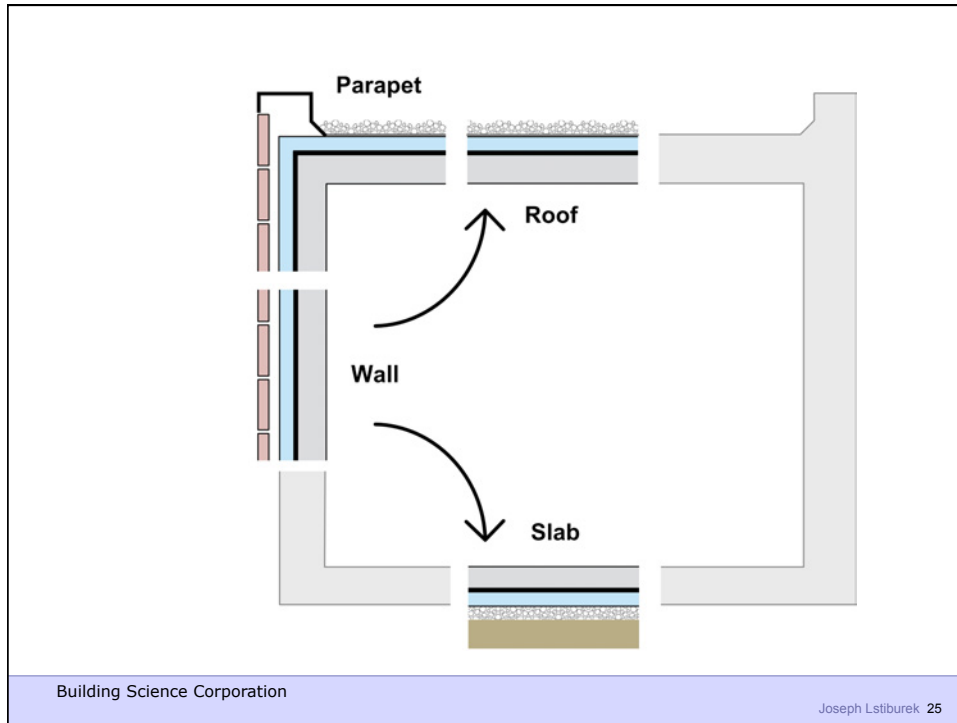 Parapet
Roof
Wall
Slab
Building Science Corporation
Joseph Lstiburek 25